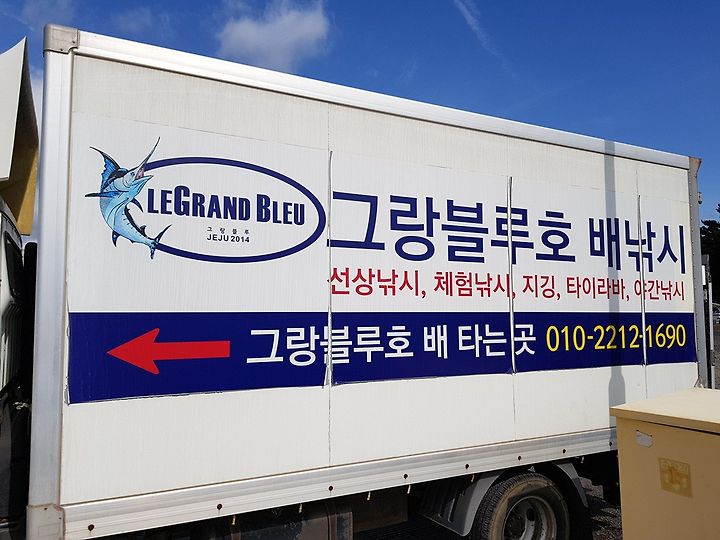 LEGRAND BLEU
그랑블루
JEJU 2014
그랑블루호 배낚시
선상낚시, 체험낚시, 지깅, 타이라바, 야간낚시
그랑블루호 배 타는곳 010-2212-1690